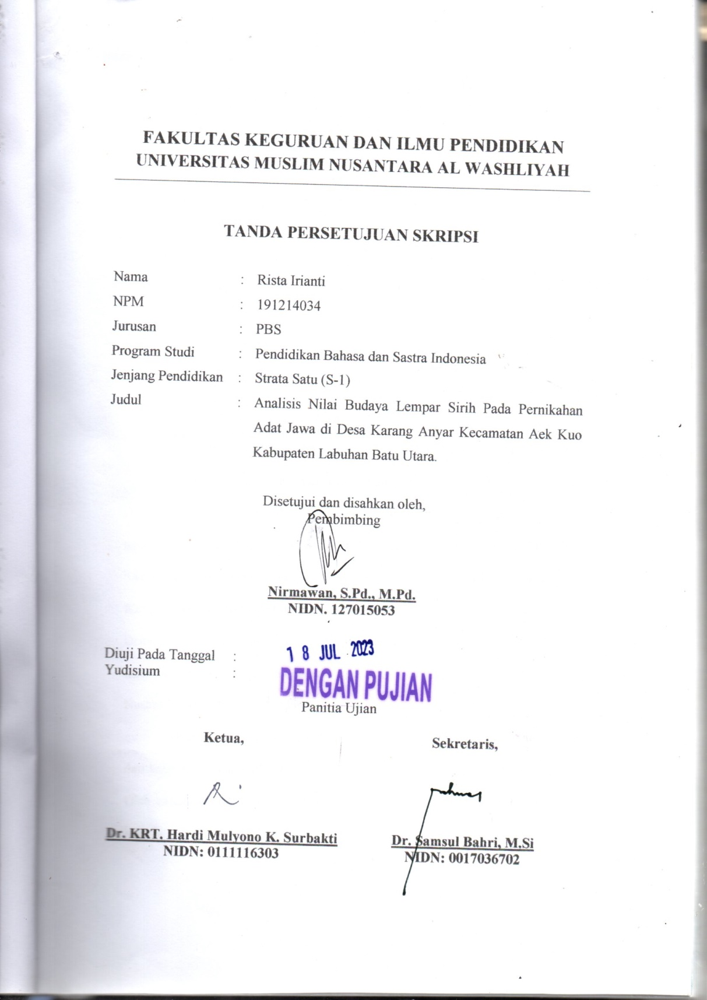 FAKULTAS KEGURUAN DAN ILMU PENDIDIKAN
UNIVERSITAS MUSLIM NUSANTARA AL WASHLIYAH
TANDA PERSETUJUAN SKRIPSI
Nama : Rista Irianti
NPM : 191214034
Jurusan : PBS
Program Studi : Pendidikan Bahasa dan Sastra Indonesia
Jenjang Pendidikan : Strata Satu (S-1)
Judul : Analisis Nilai Budaya Lempar Sirih Pada Pernikahan
Adat Jawa di Desa Karang Anyar Kecamatan Aek Kuo
Kabupaten Labuhan Batu Utara.
Disetujui dan disahkan oleh,
Pembimbing
Nirmawan, S.Pd., M.Pd.
NIDN. 127015053
Diuji Pada Tanggal : 18 JUL 2023
Yudisium : DENGAN PUJIAN
Panitia Ujian
Ketua, Sekretaris,
Dr. KRT. Hardi Mulyono K. Surbakti Dr. Samsul Bahri, M.Si
NIDN: 0111116303 NIDN: 0017036702